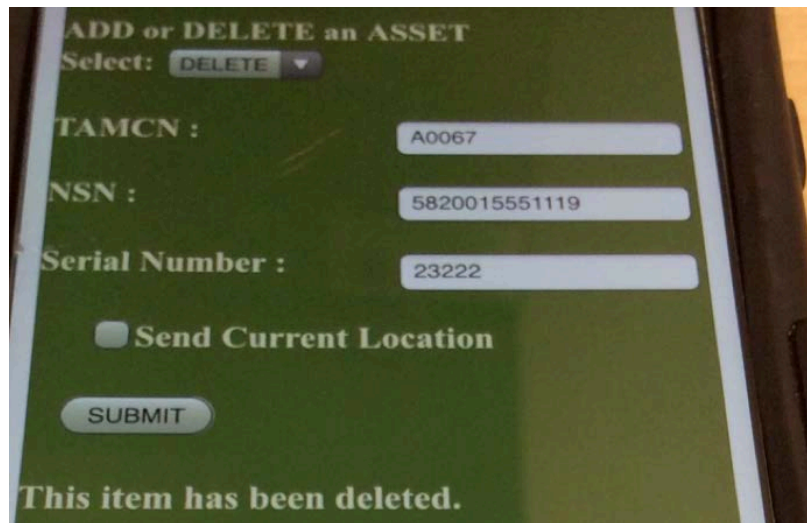 ADD or DELETE an ASSET
Select: DELETE
TAMCN : A0067
NSN : 5820015551119
Serial Number : 23222
Send Current Location
SUBMIT
This item has been deleted.